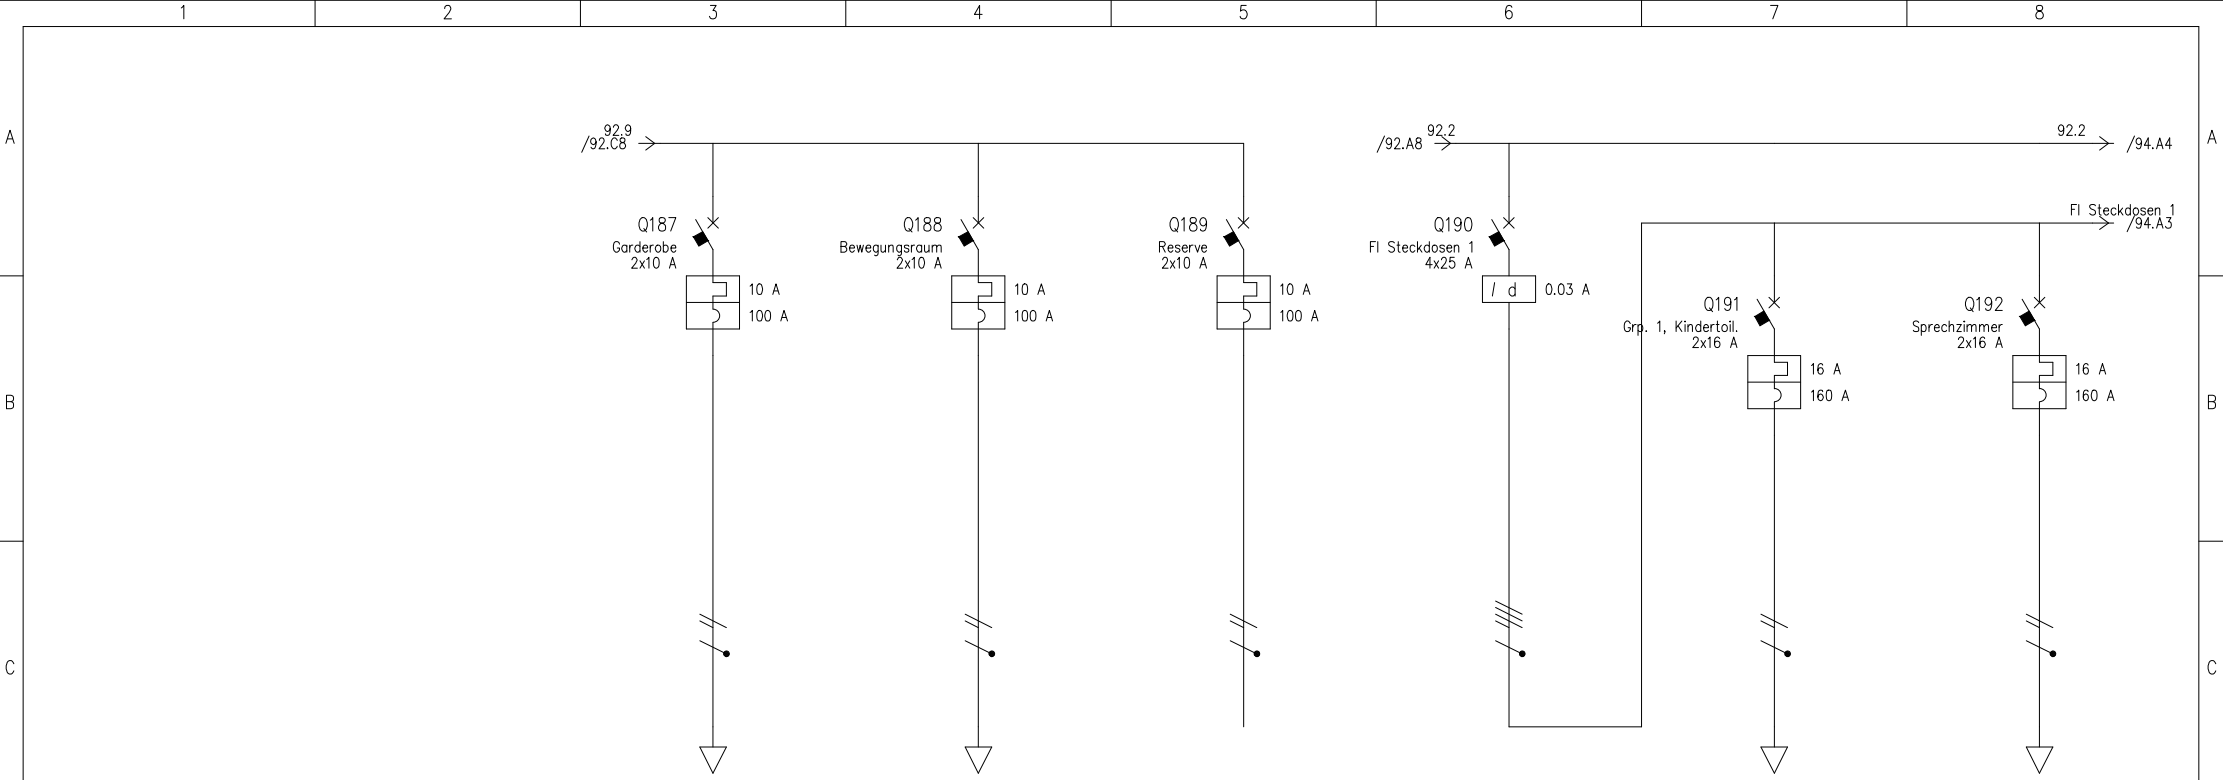 1 2 3 4 5 6 7 8
A A
92.9
/92.C8
92.2
/92.A8
92.2
/94.A4
FI Steckdosen 1
/94.A3
Q187
Garderobe
2x10 A
10 A
100 A
Q188
Bewegungsraum
2x10 A
10 A
100 A
Q189
Reserve
2x10 A
10 A
100 A
Q190
FI Steckdosen 1
4x25 A
I d
0.03 A
Q191
Grp. 1, Kindertoil.
2x16 A
16 A
160 A
Q192
Sprechzimmer
2x16 A
16 A
160 A
B B
C C